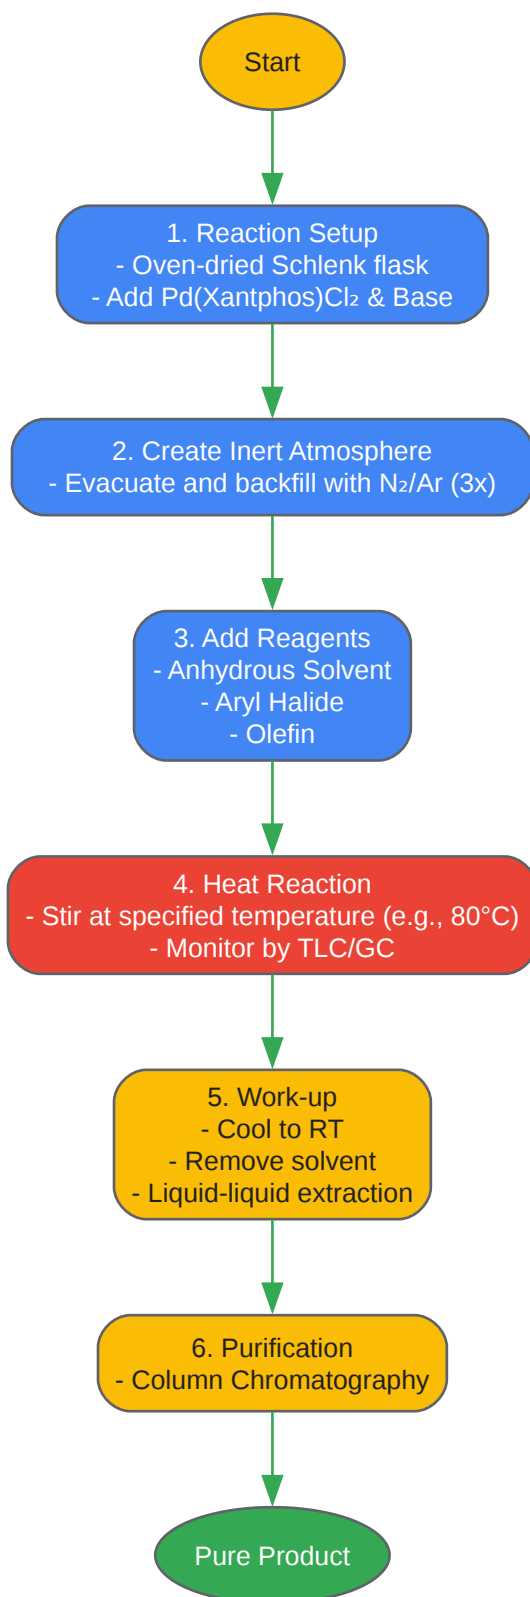 Start
1. Reaction Setup
- Oven-dried Schlenk flask
- Add Pd(Xantphos)Cl₂ & Base
2. Create Inert Atmosphere
- Evacuate and backfill with N₂/Ar (3x)
3. Add Reagents
- Anhydrous Solvent
- Aryl Halide
- Olefin
4. Heat Reaction
- Stir at specified temperature (e.g., 80°C)
- Monitor by TLC/GC
5. Work-up
- Cool to RT
- Remove solvent
- Liquid-liquid extraction
6. Purification
- Column Chromatography
Pure Product